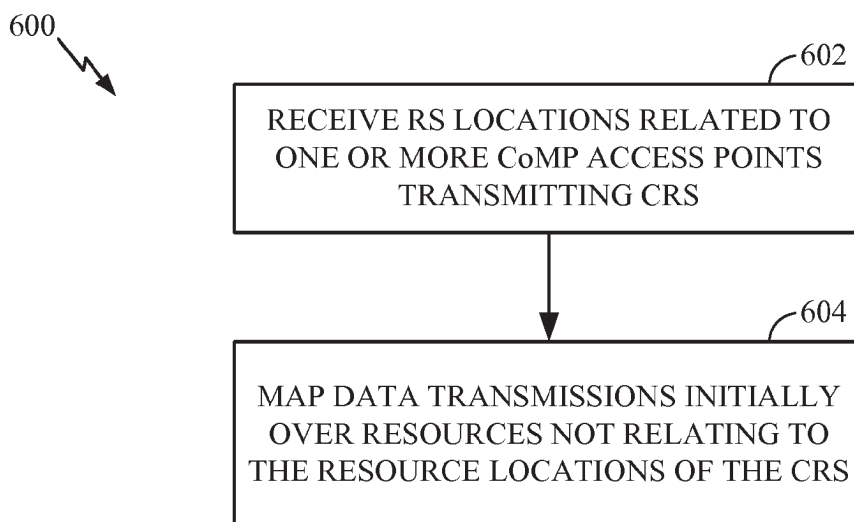 600
602
RECEIVE RS LOCATIONS RELATED TO
ONE OR MORE CoMP ACCESS POINTS
TRANSMITTING CRS
604
MAP DATA TRANSMISSIONS INITIALLY
OVER RESOURCES NOT RELATING TO
THE RESOURCE LOCATIONS OF THE CRS